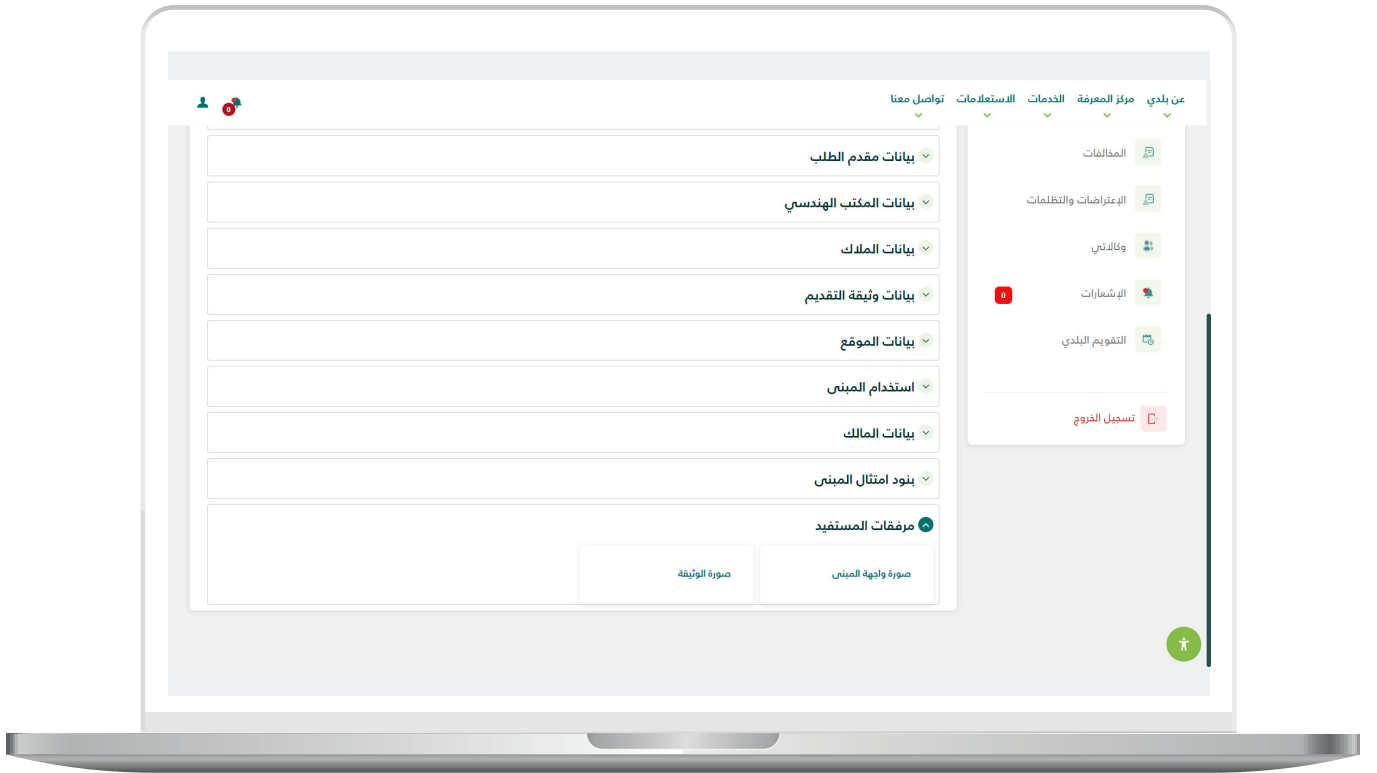 عن بلدي مركز المعرفة الخدمات الاستعلامات تواصل معنا
0
المخالفات
الإعتراضات والتظلمات
وكالاتي
الإشعارات
0
التقويم البلدي
تسجيل الخروج
بيانات مقدم الطلب
بيانات المكتب الهندسي
بيانات الملاك
بيانات وثيقة التقديم
بيانات الموقع
استخدام المبنى
بيانات المالك
بنود امتثال المبنى
مرفقات المستفيد
صورة واجهة المبنى
صورة الوثيقة